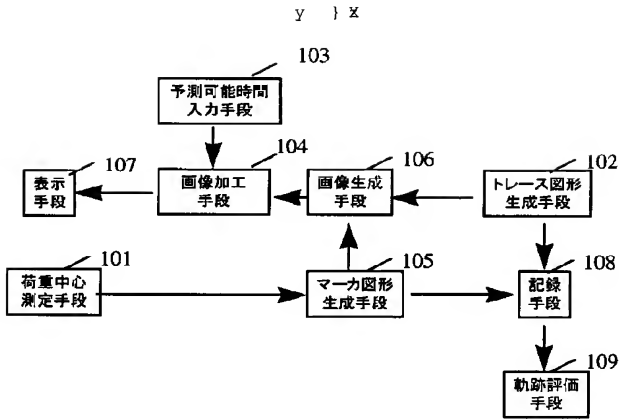 y } x
103
予測可能時間
入力手段
107
104
106
102
表示
手段
画像加工
手段
画像生成
手段
トレース図形
生成手段
101
105
108
荷重中心
測定手段
マーカ図形
生成手段
記録
手段
109
軌跡評価
手段